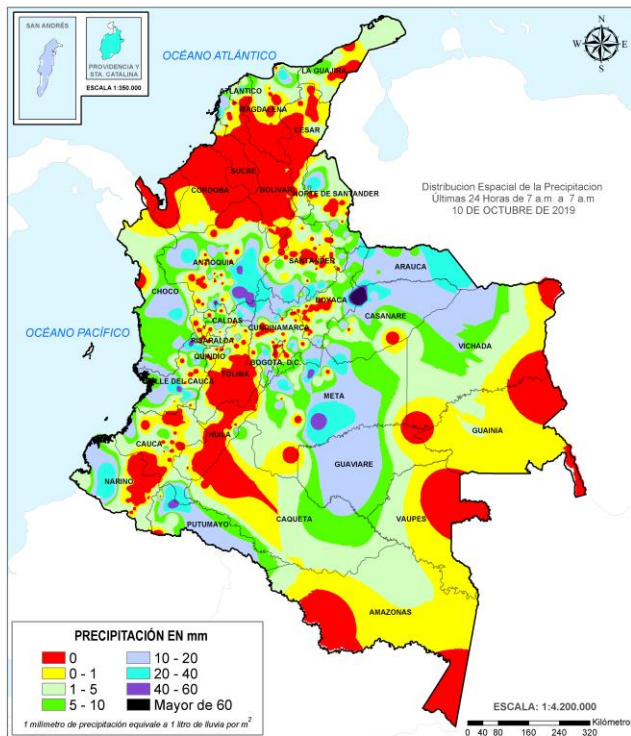 SAN ANDRÉS
PROVIDENCIA Y
STA. CATALINA
ESCALA 1:350.000
OCÉANO ATLÁNTICO
N
W E
S
LA GUAJIRA
ATLÁNTICO
MAGDALENA
CESAR
SUCRE
CORDOBA
BOLIVAR
NORTE DE SANTANDER
Distribucion Espacial de la Precipitacion
Últimas 24 Horas de 7 a.m a 7 a.m
10 DE OCTUBRE DE 2019
ANTIOQUIA
SANTANDER
ARAUCA
CHOCO
BOYACA
CASANARE
OCÉANO PACÍFICO
CALDAS
CUNDINAMARCA
RISARALDA
VICHADA
QUINDIO
BOGOTA, D.C.
TOLIMA
VALLE DEL CAUCA
META
GUAINIA
CAUCA
HUILA
GUAVIARE
NARIÑO
PUTUMAYO
CAQUETA
VAUPES
AMAZONAS
PRECIPITACIÓN EN mm
0 10 - 20
0 - 1 20 - 40
1 - 5 40 - 60
5 - 10 Mayor de 60
1 milimetro de precipitación equivale a 1 litro de lluvia por m²
ESCALA: 1:4.200.000
Kilómetros
0 40 80 160 240 320